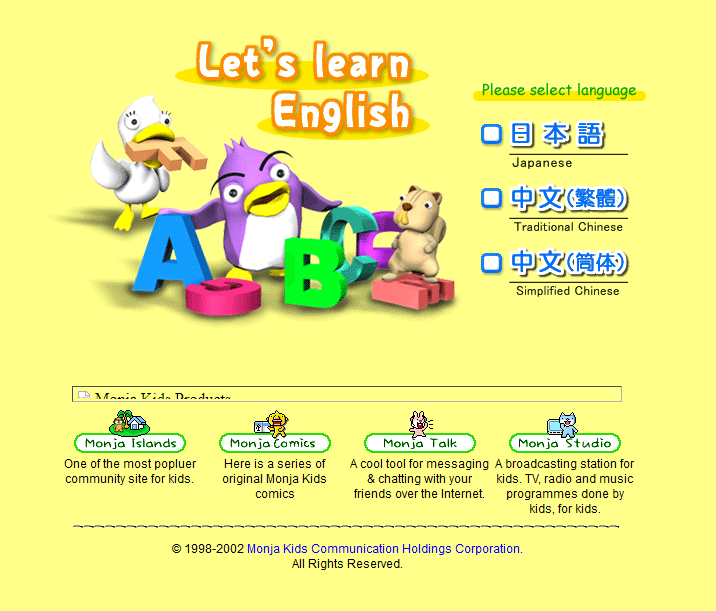 Let's learn
English
Please select language
日本語
Japanese
中文(繁體)
Traditional Chinese
中文(简体)
Simplified Chinese
A B C
Monja Kids Products
Monja Islands
One of the most popluer
community site for kids.
Monja Comics
Here is a series of
original Monja Kids
comics
Monja Talk
A cool tool for messaging
& chatting with your
friends over the Internet.
Monja Studio
A broadcasting station for
kids. TV, radio and music
programmes done by
kids, for kids.
© 1998-2002 Monja Kids Communication Holdings Corporation.
All Rights Reserved.